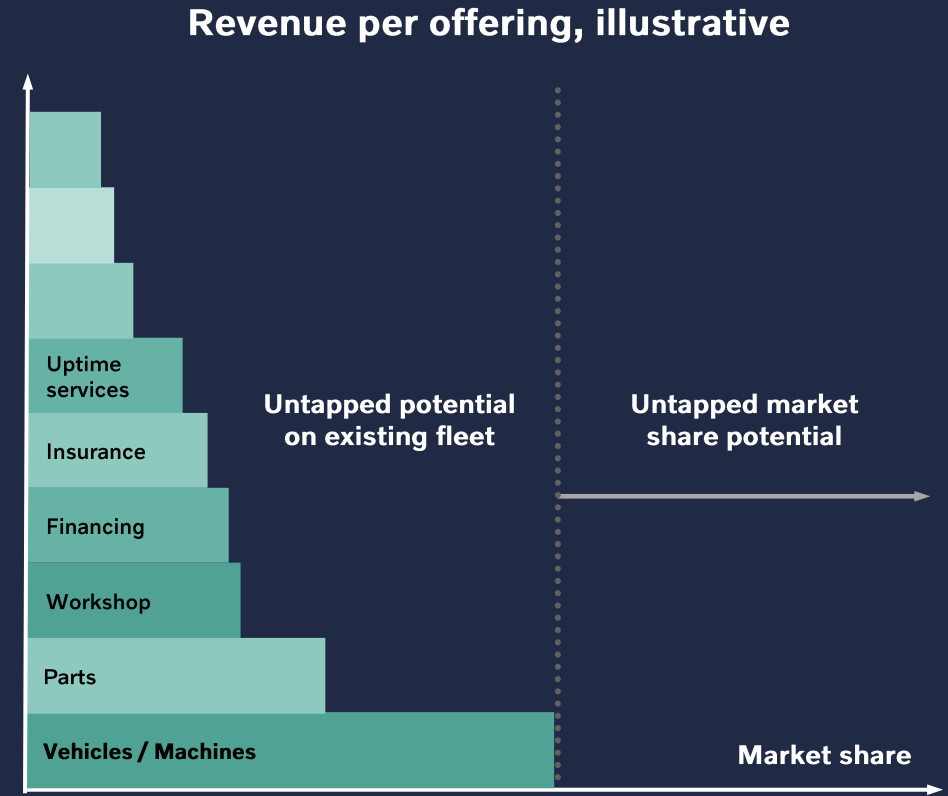 Revenue per offering, illustrative
Uptime
services
Untapped potential
on existing fleet
Untapped market
share potential
Insurance
Financing
Workshop
Parts
Vehicles / Machines
Market share